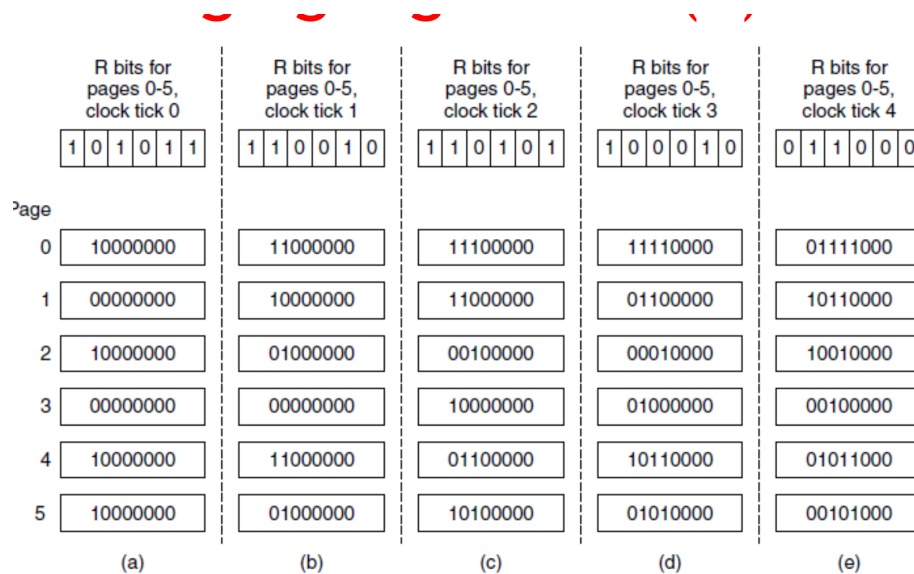 R bits for pages 0-5, clock tick 0
R bits for pages 0-5, clock tick 1
R bits for pages 0-5, clock tick 2
R bits for pages 0-5, clock tick 3
R bits for pages 0-5, clock tick 4
1 0 1 0 1 1
1 1 0 0 1 0
1 1 0 1 0 1
1 0 0 0 1 0
0 1 1 0 0 0
Page
0 10000000 11000000 11100000 11110000 01111000
1 00000000 10000000 11000000 01100000 10110000
2 10000000 01000000 00100000 00010000 10010000
3 00000000 00000000 10000000 01000000 00100000
4 10000000 11000000 01100000 10110000 01011000
5 10000000 01000000 10100000 01010000 00101000
(a) (b) (c) (d) (e)